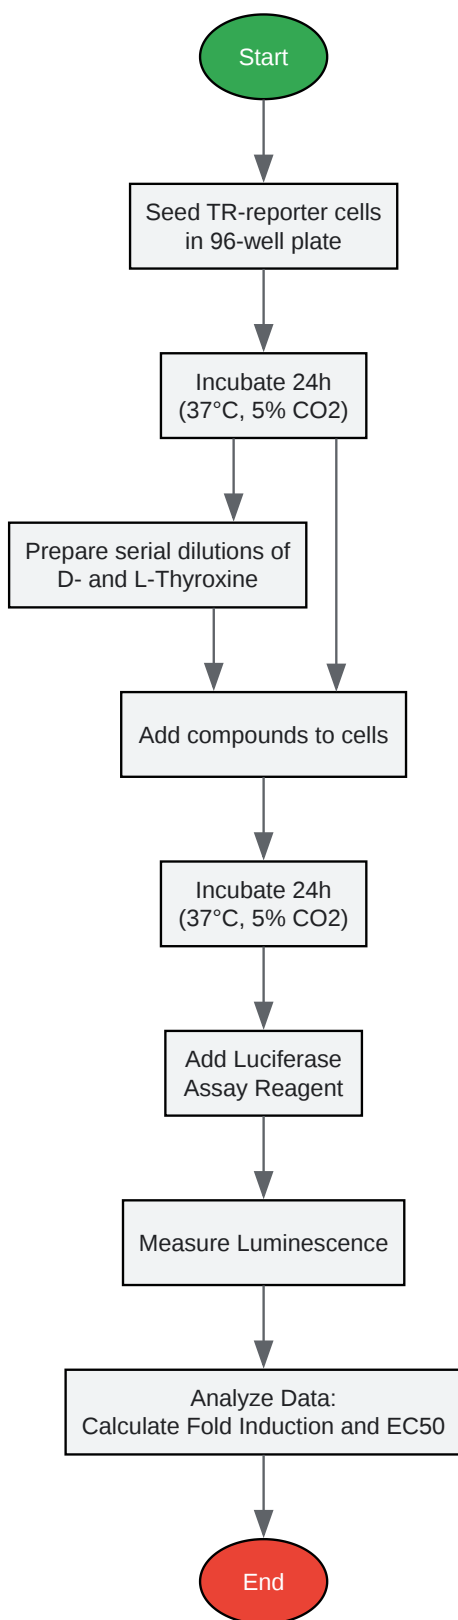 Start
Seed TR-reporter cells
in 96-well plate
Incubate 24h
(37°C, 5% CO2)
Prepare serial dilutions of
D- and L-Thyroxine
Add compounds to cells
Incubate 24h
(37°C, 5% CO2)
Add Luciferase
Assay Reagent
Measure Luminescence
Analyze Data:
Calculate Fold Induction and EC50
End